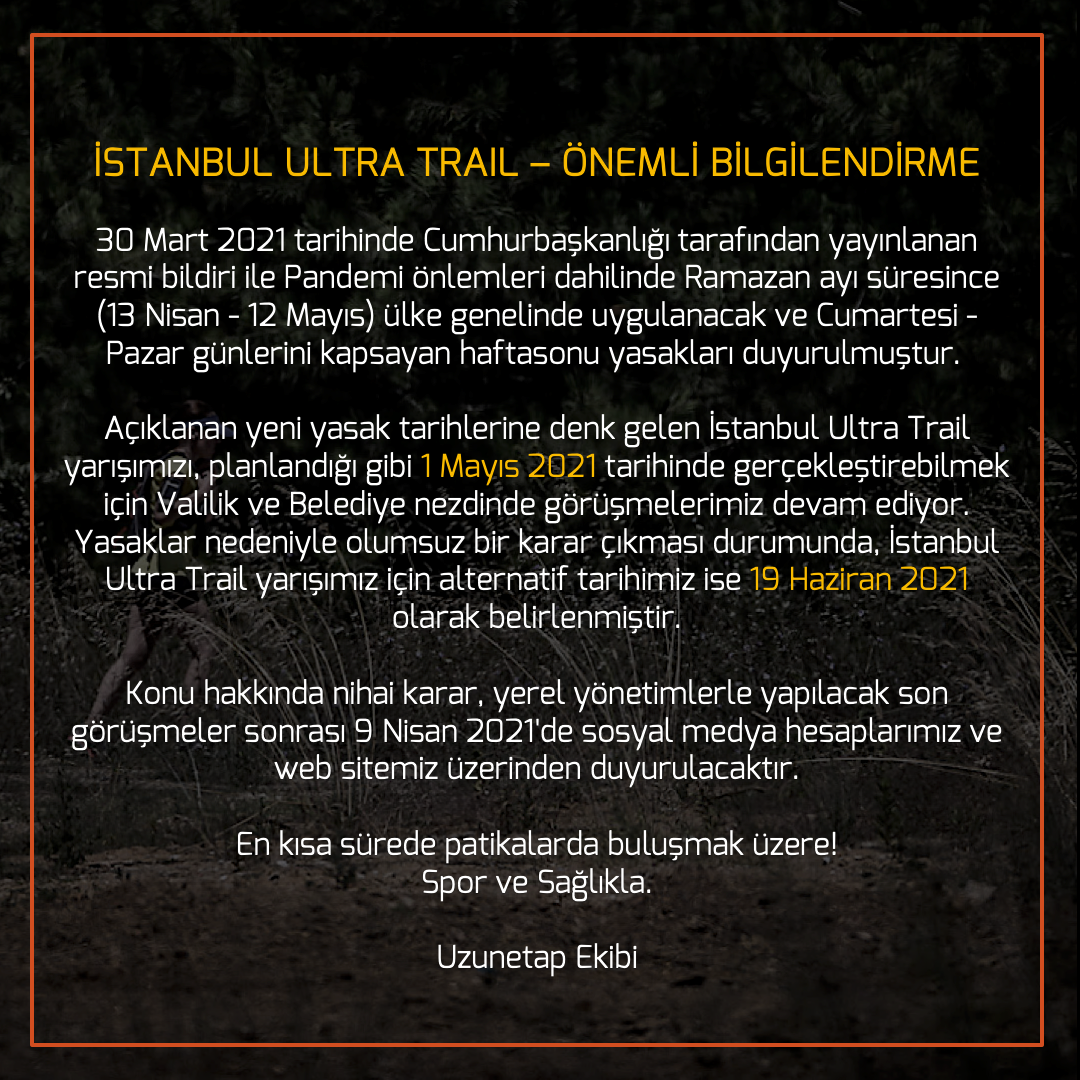 İSTANBUL ULTRA TRAIL – ÖNEMLİ BİLGİLENDİRME
30 Mart 2021 tarihinde Cumhurbaşkanlığı tarafından yayınlanan
resmi bildiri ile Pandemi önlemleri dahilinde Ramazan ayı süresince
(13 Nisan - 12 Mayıs) ülke genelinde uygulanacak ve Cumartesi -
Pazar günlerini kapsayan haftasonu yasakları duyurulmuştur.
Açıklanan yeni yasak tarihlerine denk gelen İstanbul Ultra Trail
yarışımızı, planlandığı gibi 1 Mayıs 2021 tarihinde gerçekleştirebilmek
için Valilik ve Belediye nezdinde görüşmelerimiz devam ediyor.
Yasaklar nedeniyle olumsuz bir karar çıkması durumunda, İstanbul
Ultra Trail yarışımız için alternatif tarihimiz ise 19 Haziran 2021
olarak belirlenmiştir.
Konu hakkında nihai karar, yerel yönetimlerle yapılacak son
görüşmeler sonrası 9 Nisan 2021'de sosyal medya hesaplarımız ve
web sitemiz üzerinden duyurulacaktır.
En kısa sürede patikalarda buluşmak üzere!
Spor ve Sağlıkla.
Uzunetap Ekibi